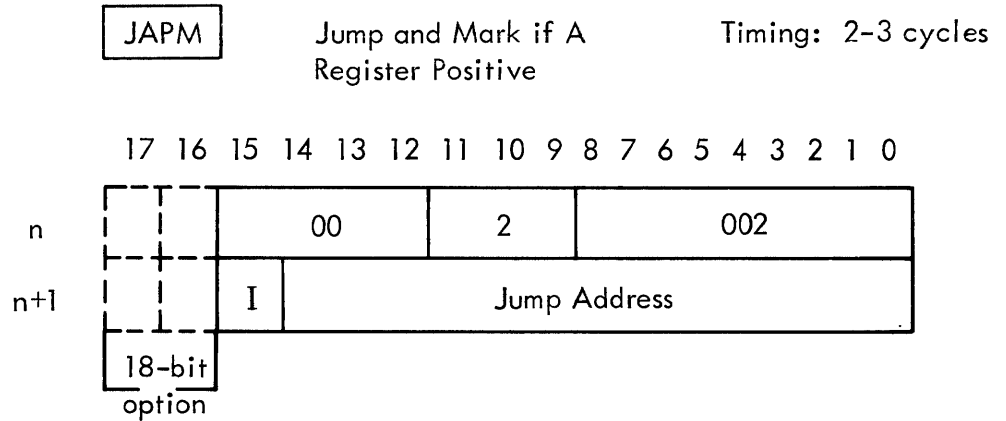 JAPM Jump and Mark if A Timing: 2-3 cycles
Register Positive
17 16 15 14 13 12 11 10 9 8 7 6 5 4 3 2 1 0
n 00 2 002
n+1 I Jump Address
18-bit
option